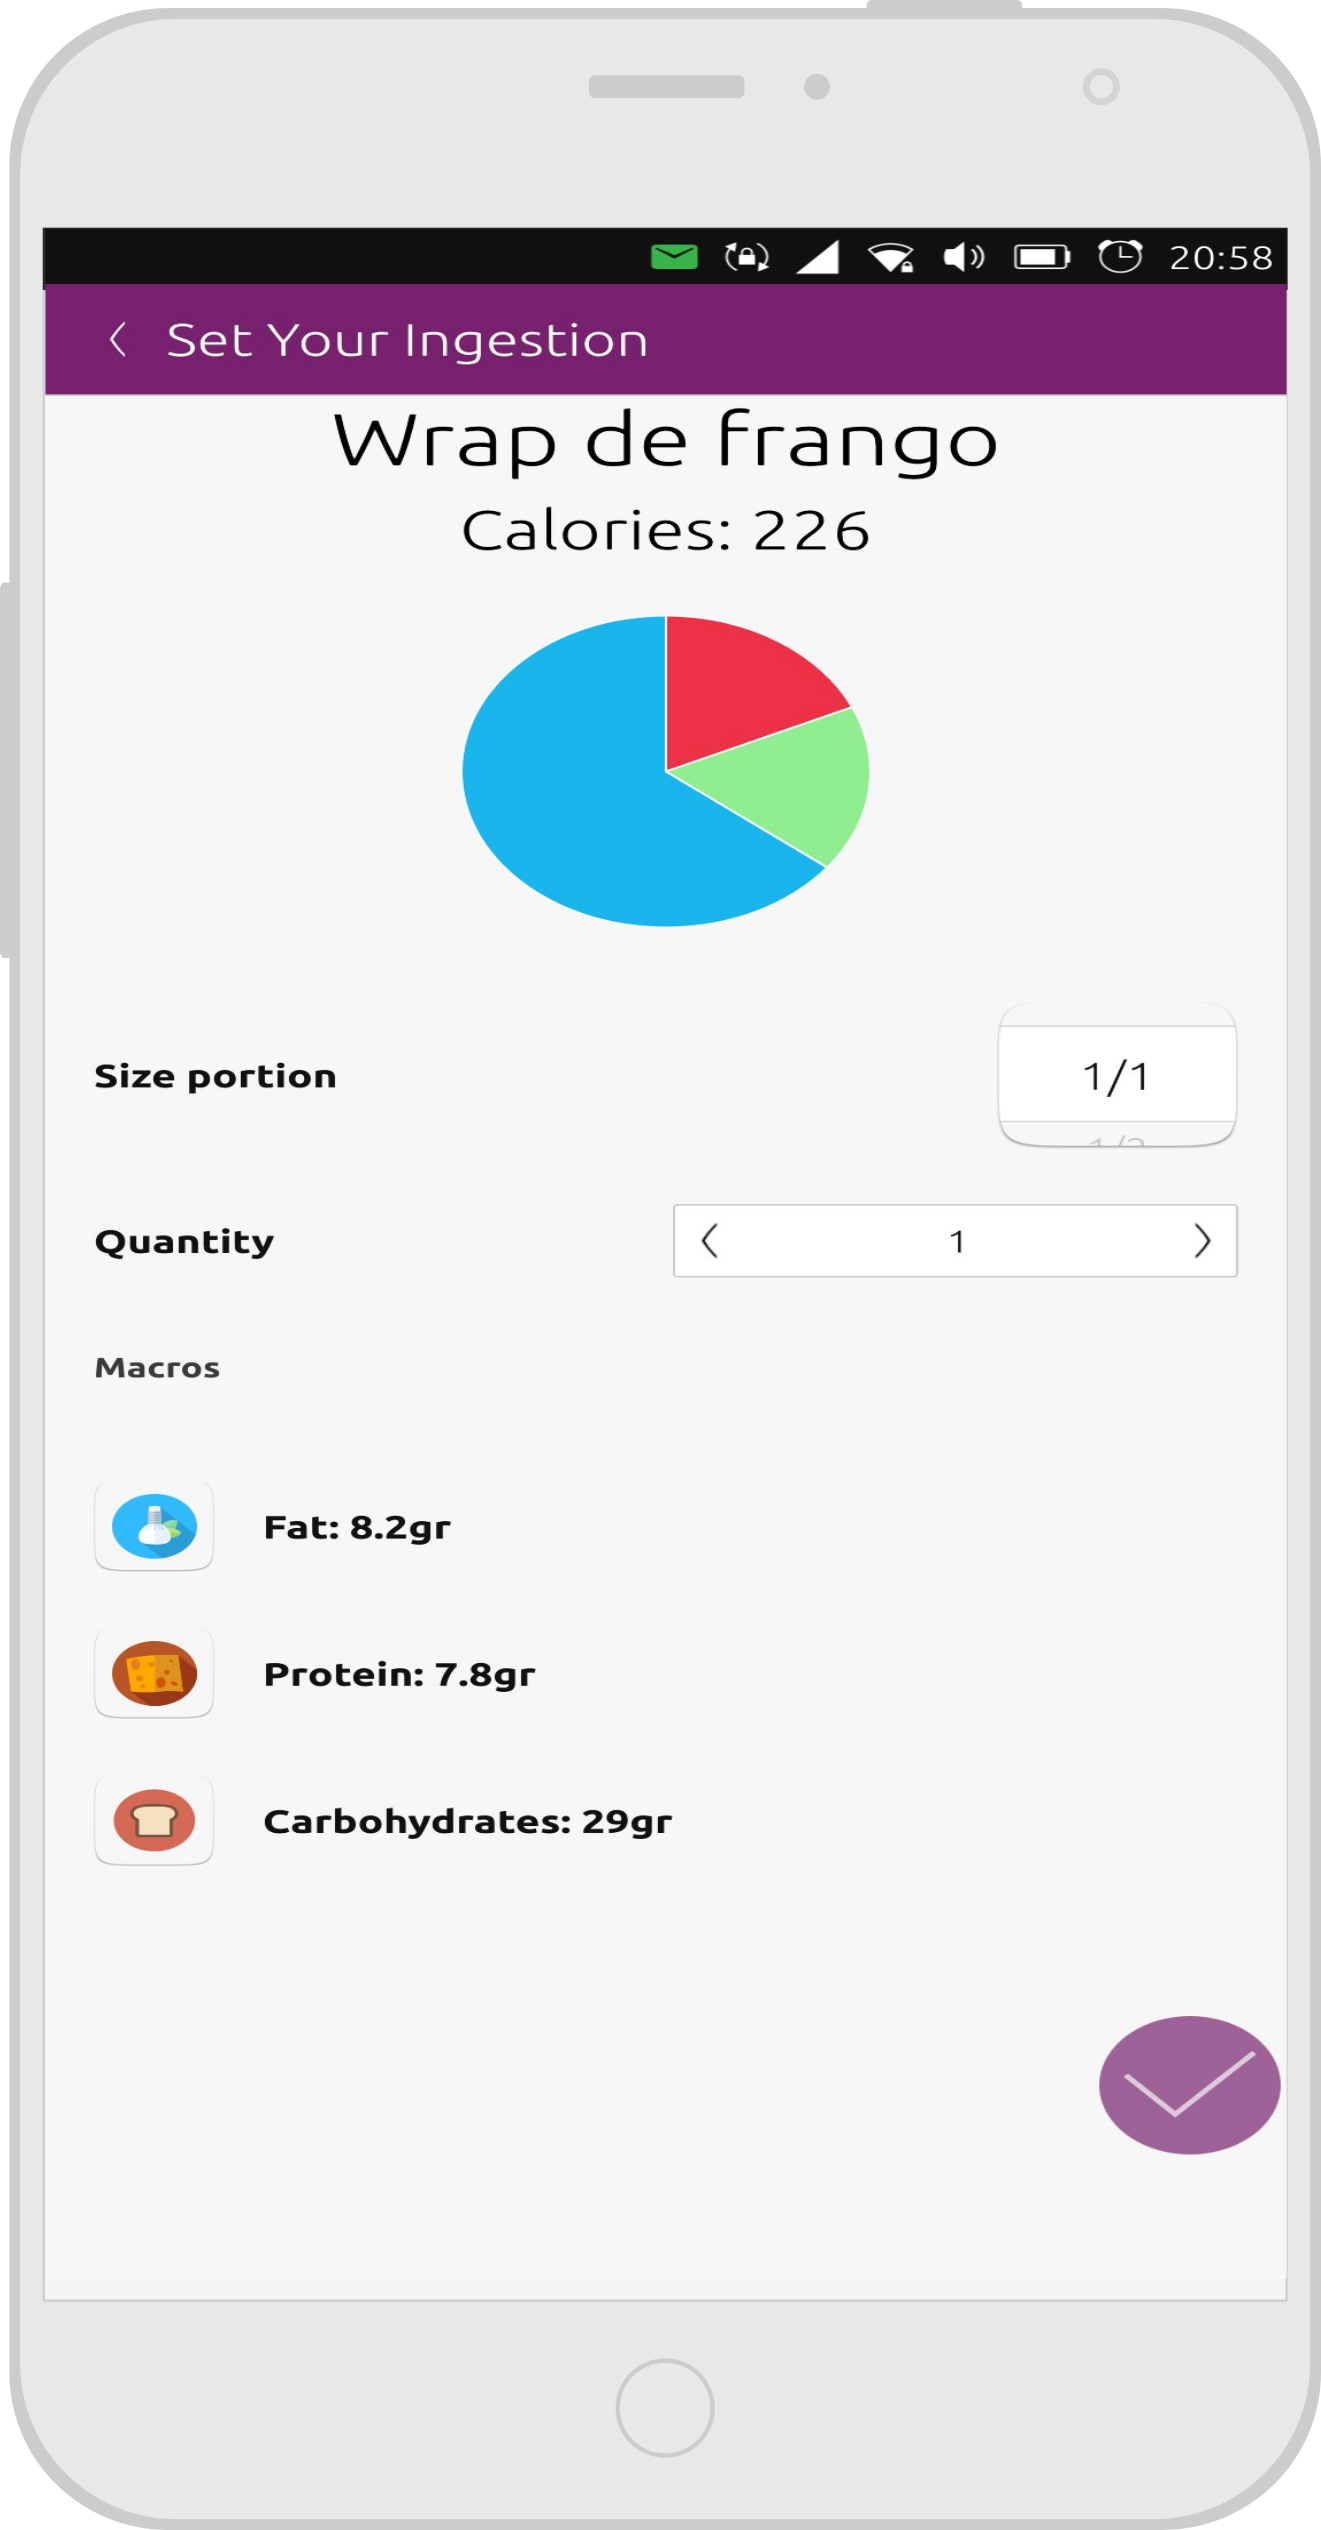 20:58
Set Your Ingestion
Wrap de frango
Calories: 226
Size portion
1/1
Quantity
1
Macros
Fat: 8.2gr
Protein: 7.8gr
Carbohydrates: 29gr